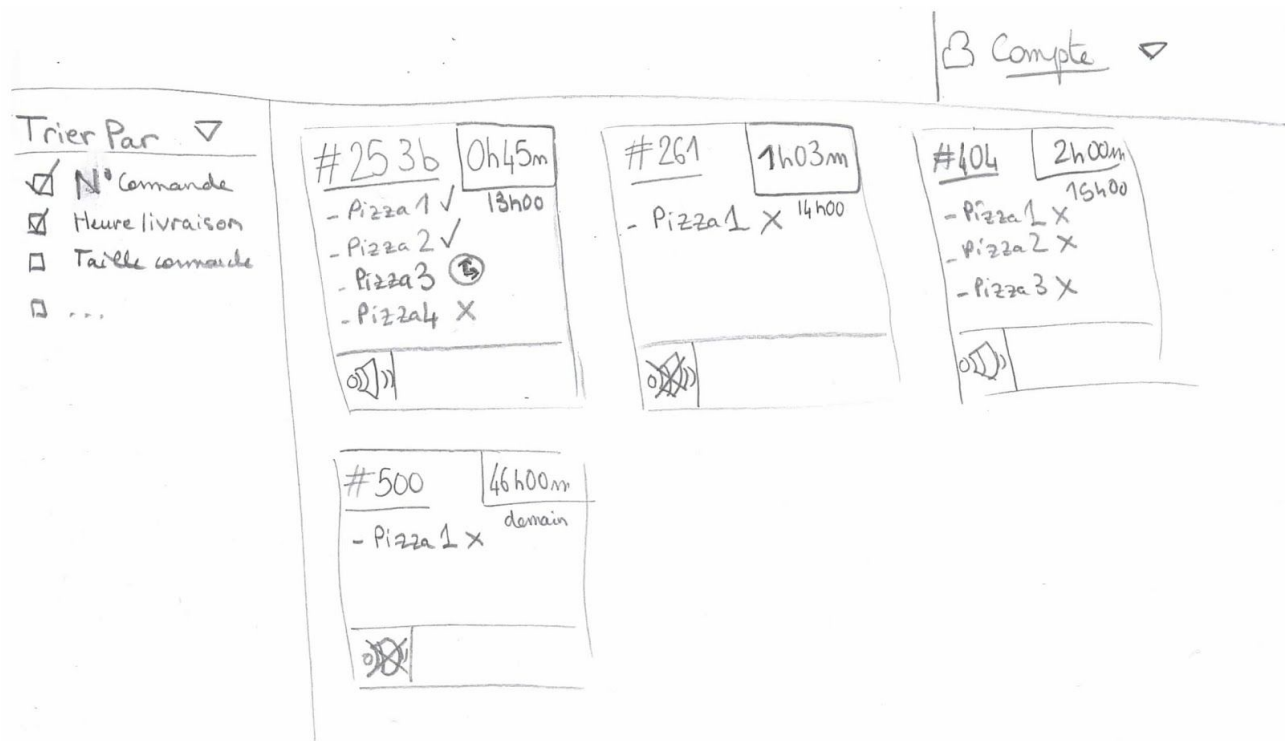 Compte
Trier Par
N° Commande
Heure livraison
Taille commande
...
#253b 0h45m
13h00
- Pizza 1
- Pizza 2
- Pizza 3
- Pizza 4 X
#261 1h03m
14h00
- Pizza 1 X
#404 2h00m
15h00
- Pizza 1 X
- Pizza 2 X
- Pizza 3 X
#500 46h00m
demain
- Pizza 1 X